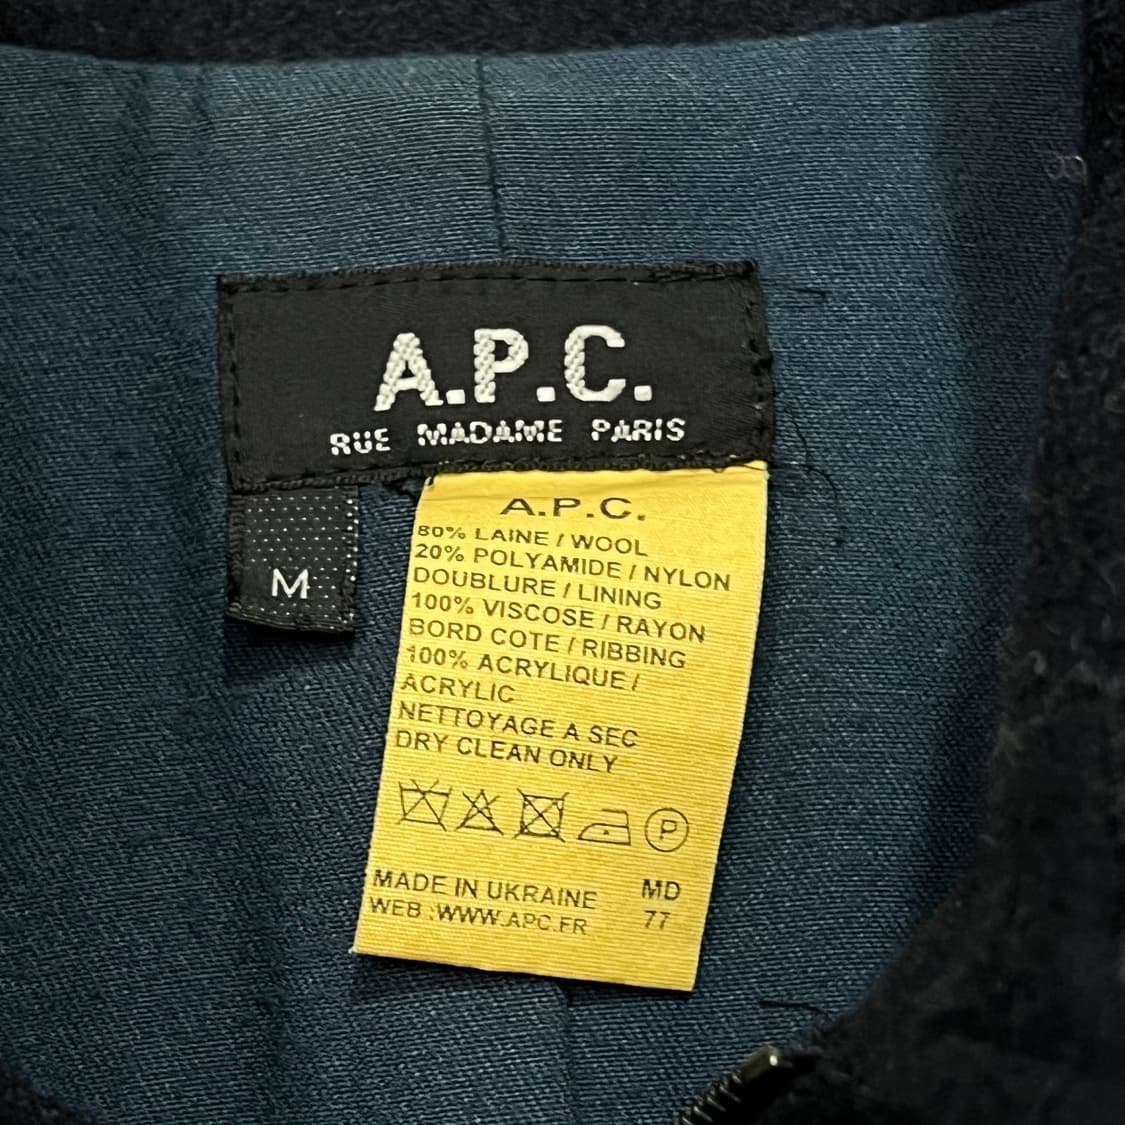 A.P.C.
RUE MADAME PARIS
M
A.P.C.
80% LAINE / WOOL
20% POLYAMIDE / NYLON
DOUBLURE / LINING
100% VISCOSE / RAYON
BORD COTE / RIBBING
100% ACRYLIQUE /
ACRYLIC
NETTOYAGE A SEC
DRY CLEAN ONLY
P
MADE IN UKRAINE MD
WEB :WWW.APC.FR 77